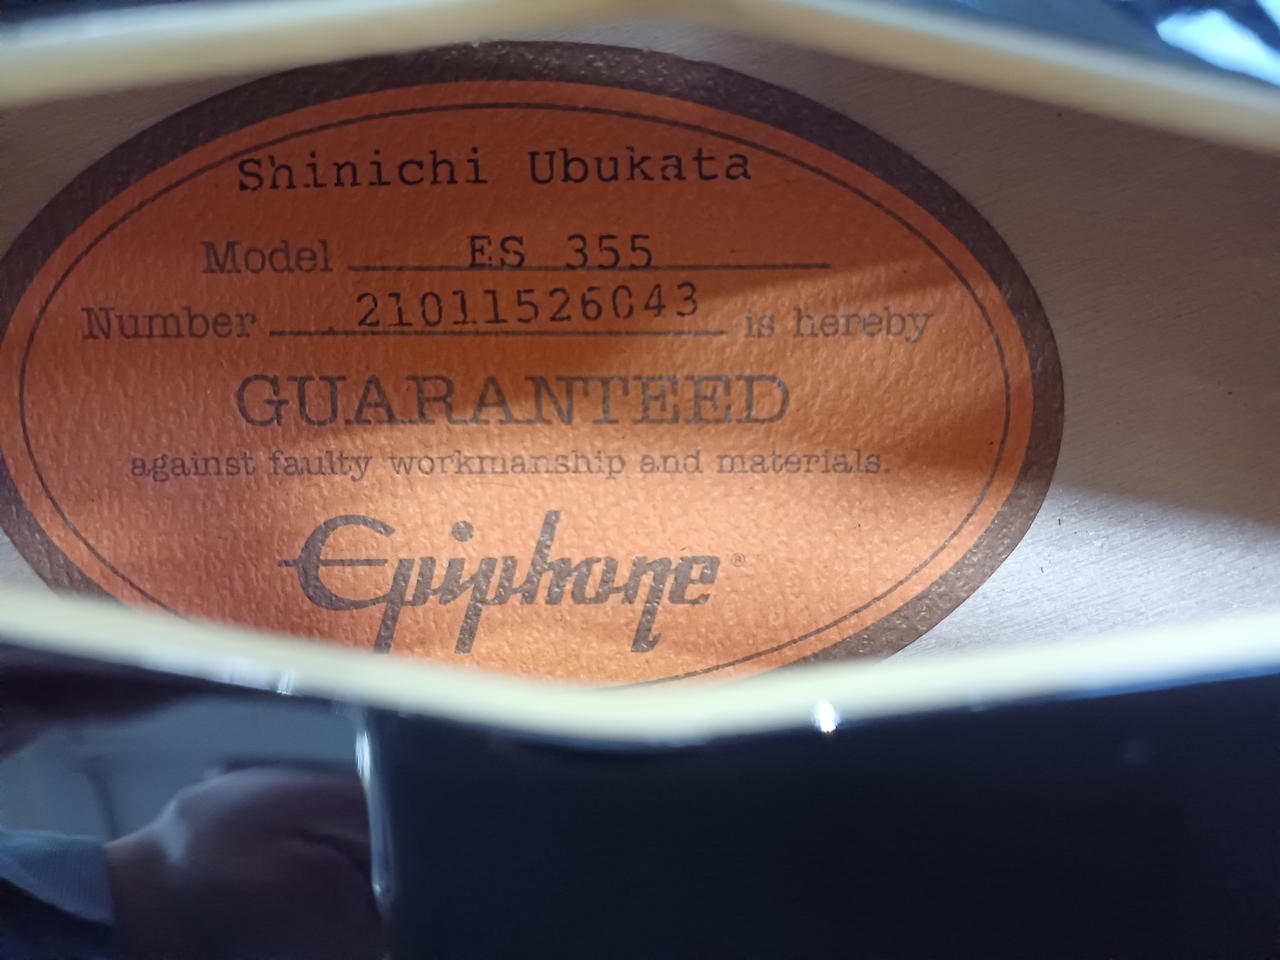 Shinichi Ubukata
Model ES 355
Number 21011526043 is hereby
GUARANTEED
against faulty workmanship and materials.
Epiphone®